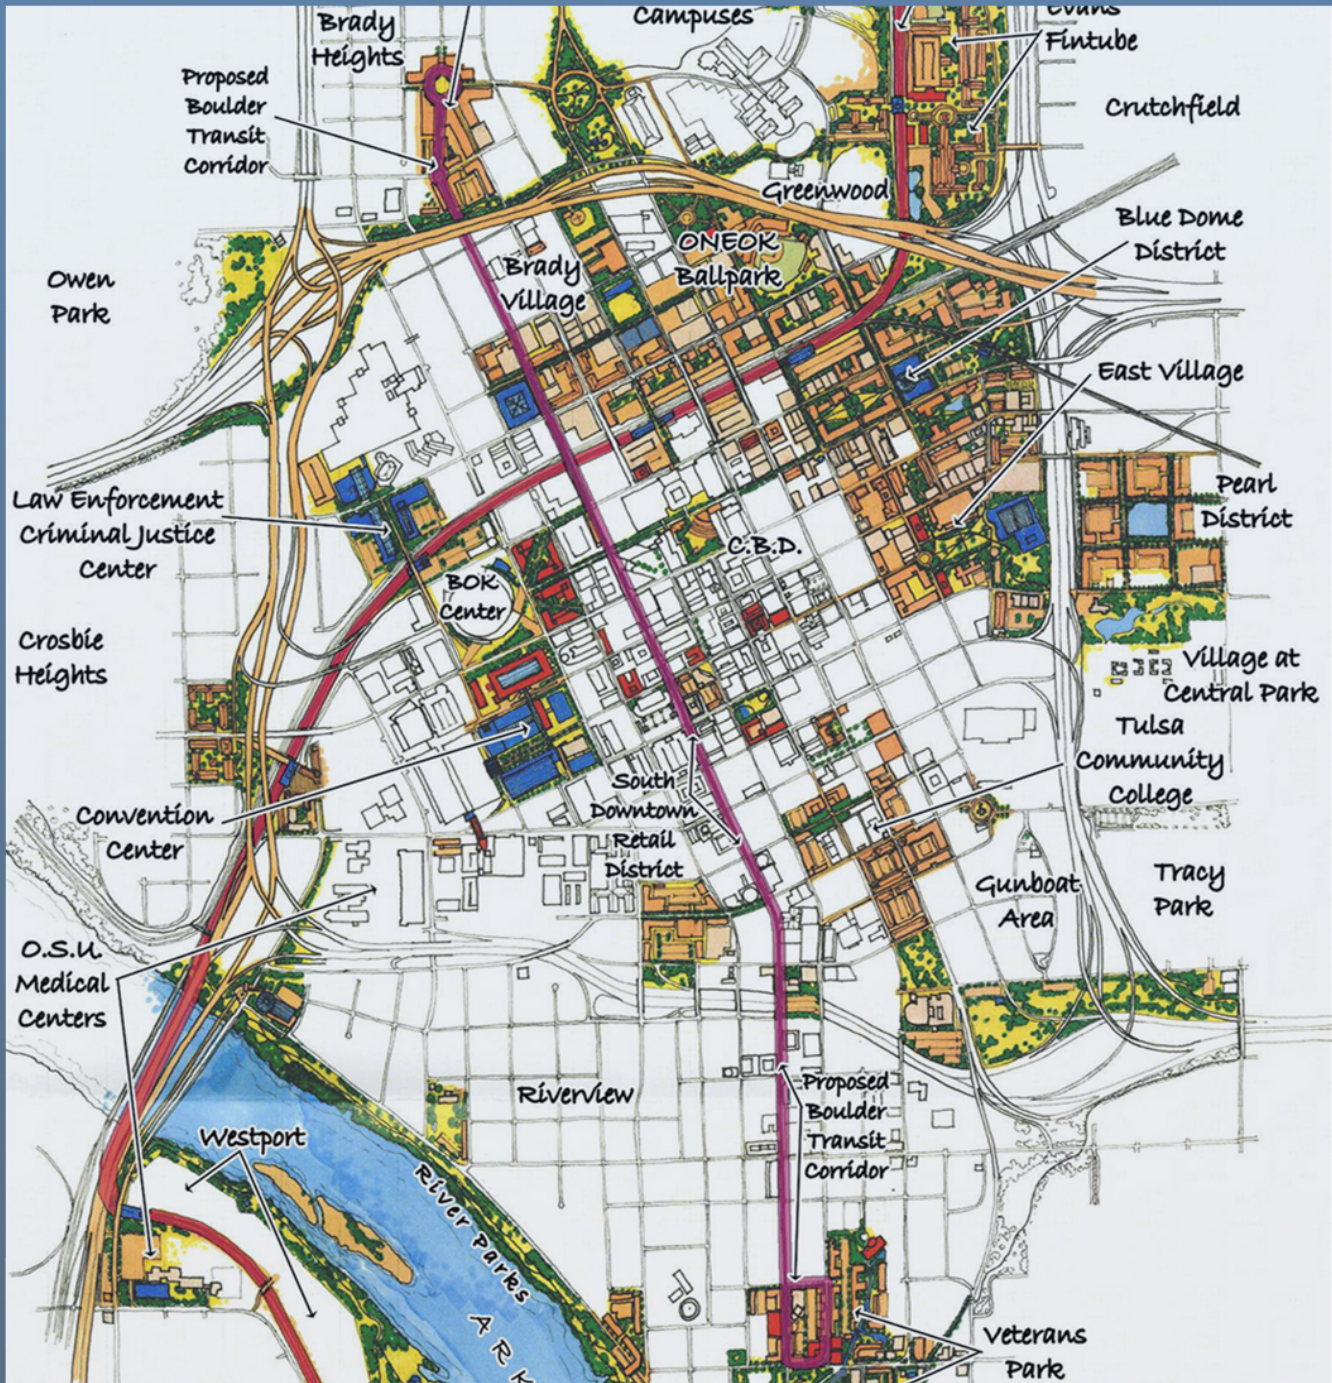 Campuses
Brady
Heights
Evans
Fintube
Proposed
Boulder
Transit
Corridor
Crutchfield
Greenwood
Blue Dome
District
ONEOK
Ballpark
Brady
Village
Owen
Park
East Village
Law Enforcement
Criminal Justice
Center
Pearl
District
C.B.D.
BOK
Center
Crosbie
Heights
Village at
Central Park
Tulsa
Community
College
South
Downtown
Retail
District
Convention
Center
Gunboat
Area
Tracy
Park
O.S.U.
Medical
Centers
Riverview
Proposed
Boulder
Transit
Corridor
Westport
River Parks
ARK
Veterans
Park